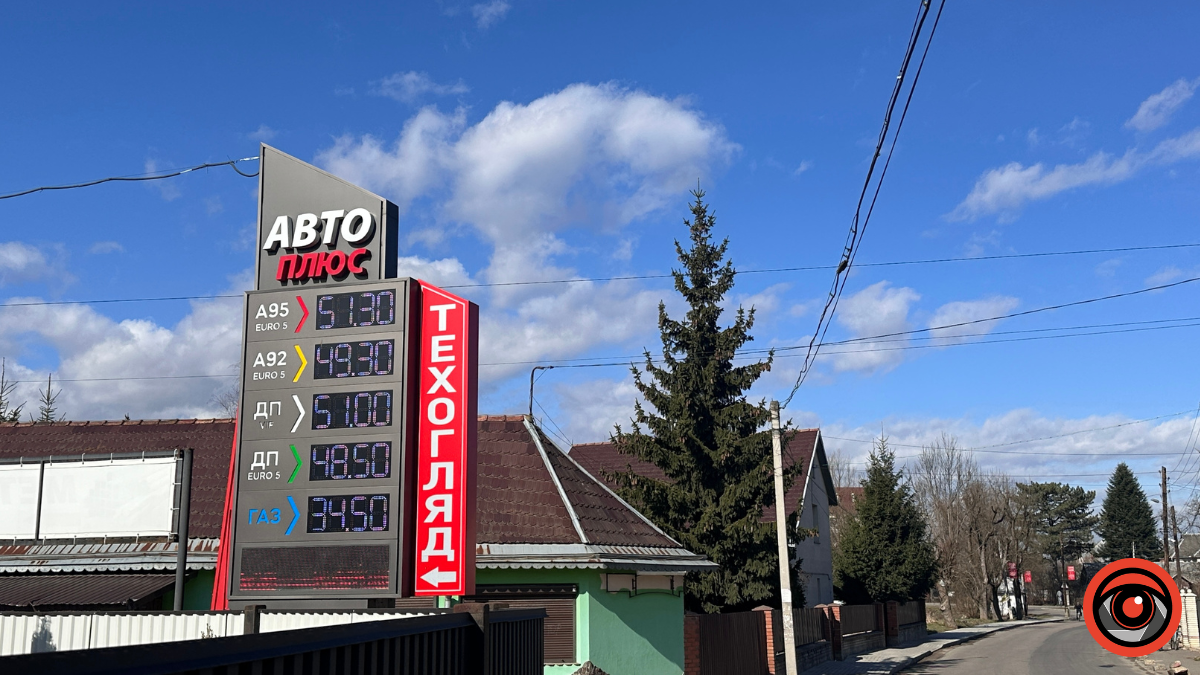 АВТО
ПЛЮС
А95 51.30
EURO 5
А92 49.30
EURO 5
ДП 51.00
ДП 48.50
EURO 5
ГАЗ 34.50
ТЕХОГЛЯД